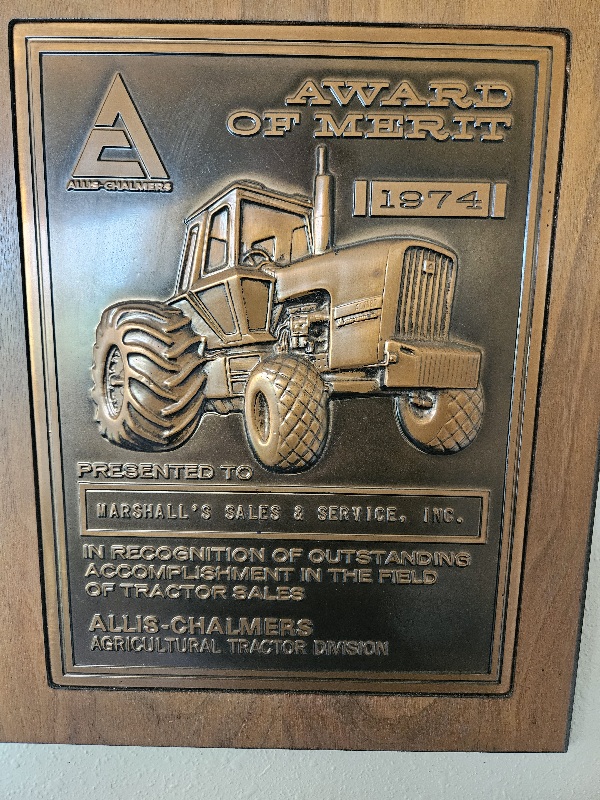 AWARD
OF MERIT
ALLIS-CHALMERS
1974
PRESENTED TO
MARSHALL'S SALES & SERVICE, INC.
IN RECOGNITION OF OUTSTANDING
ACCOMPLISHMENT IN THE FIELD
OF TRACTOR SALES
ALLIS-CHALMERS
AGRICULTURAL TRACTOR DIVISION